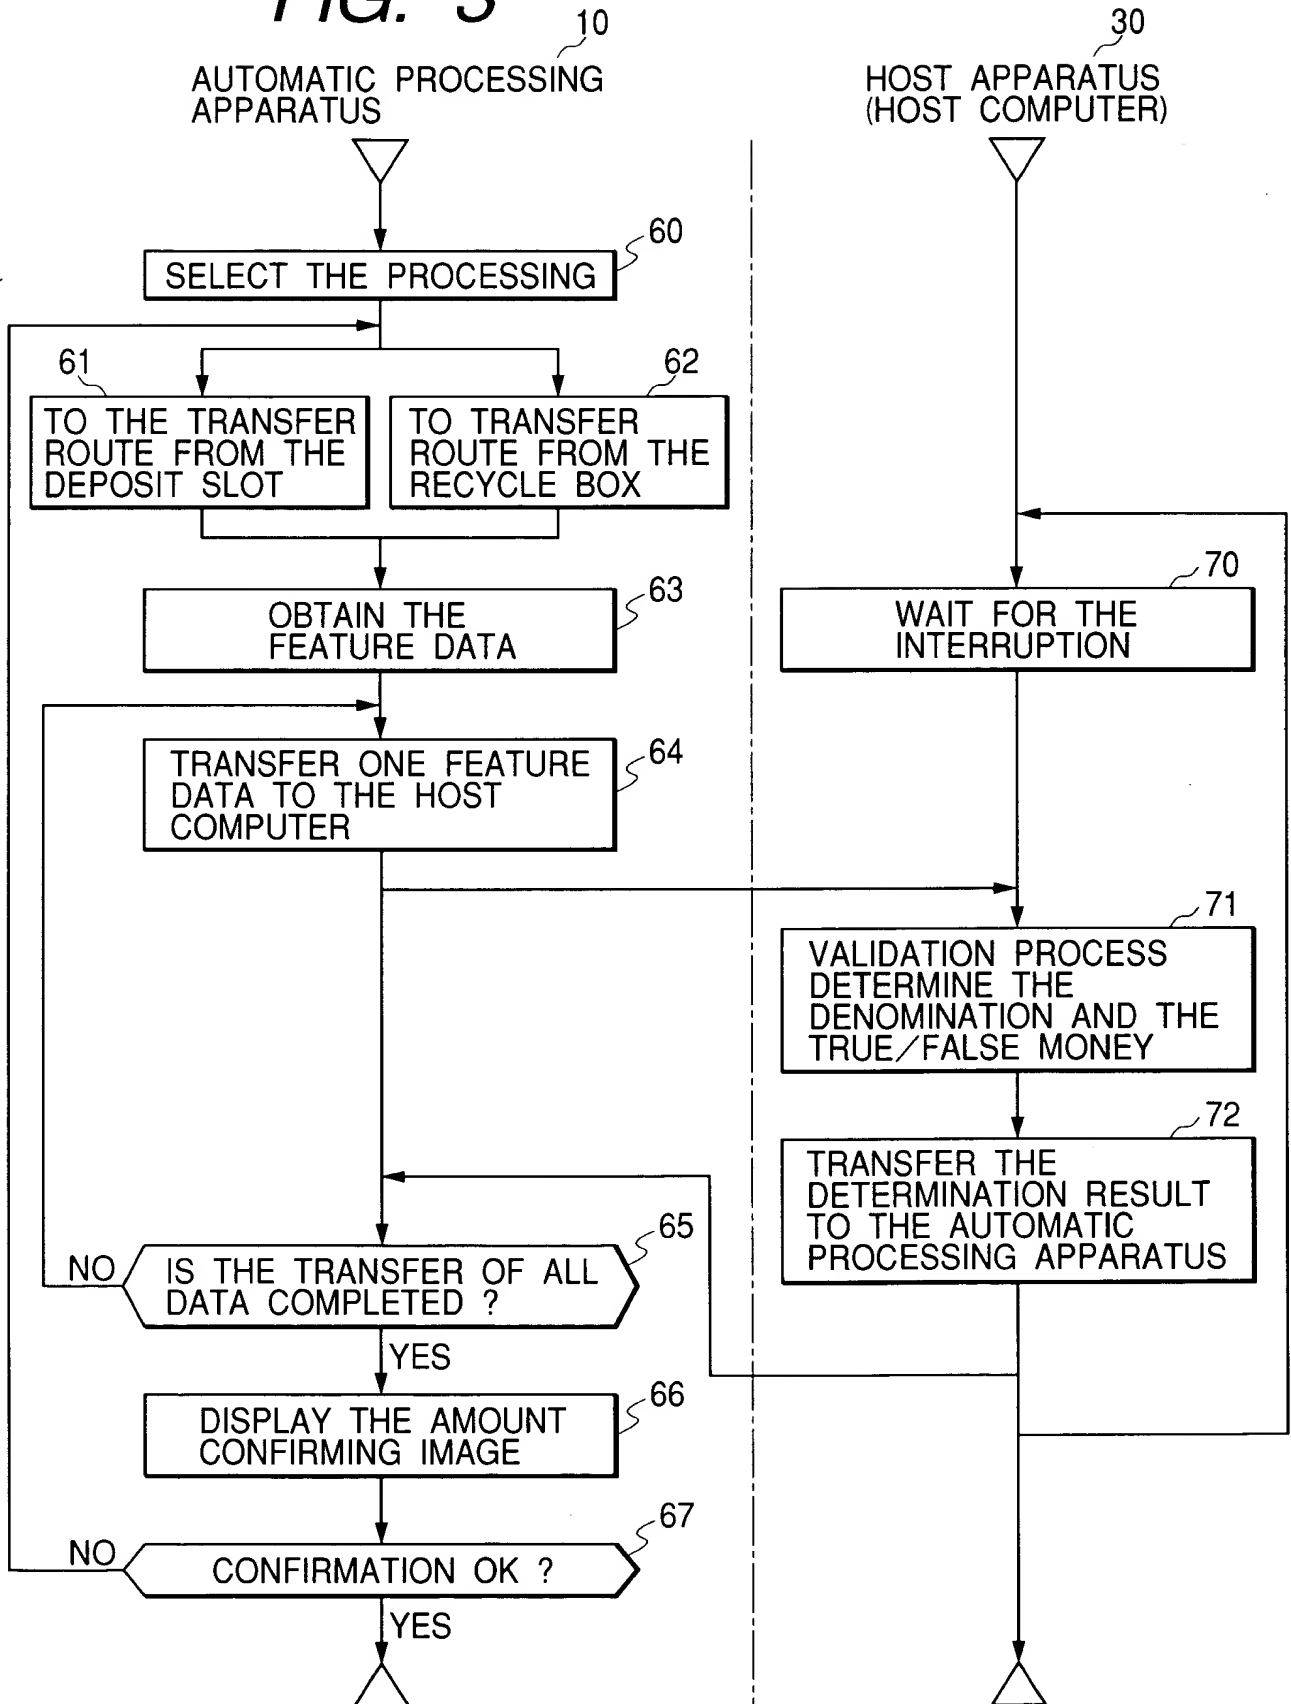 FIG. 3
10
AUTOMATIC PROCESSING
APPARATUS
30
HOST APPARATUS
(HOST COMPUTER)
60
SELECT THE PROCESSING
61
TO THE TRANSFER
ROUTE FROM THE
DEPOSIT SLOT
62
TO TRANSFER
ROUTE FROM THE
RECYCLE BOX
63
OBTAIN THE
FEATURE DATA
70
WAIT FOR THE
INTERRUPTION
64
TRANSFER ONE FEATURE
DATA TO THE HOST
COMPUTER
71
VALIDATION PROCESS
DETERMINE THE
DENOMINATION AND THE
TRUE/FALSE MONEY
72
TRANSFER THE
DETERMINATION RESULT
TO THE AUTOMATIC
PROCESSING APPARATUS
65
NO
IS THE TRANSFER OF ALL
DATA COMPLETED ?
YES
66
DISPLAY THE AMOUNT
CONFIRMING IMAGE
67
NO
CONFIRMATION OK ?
YES